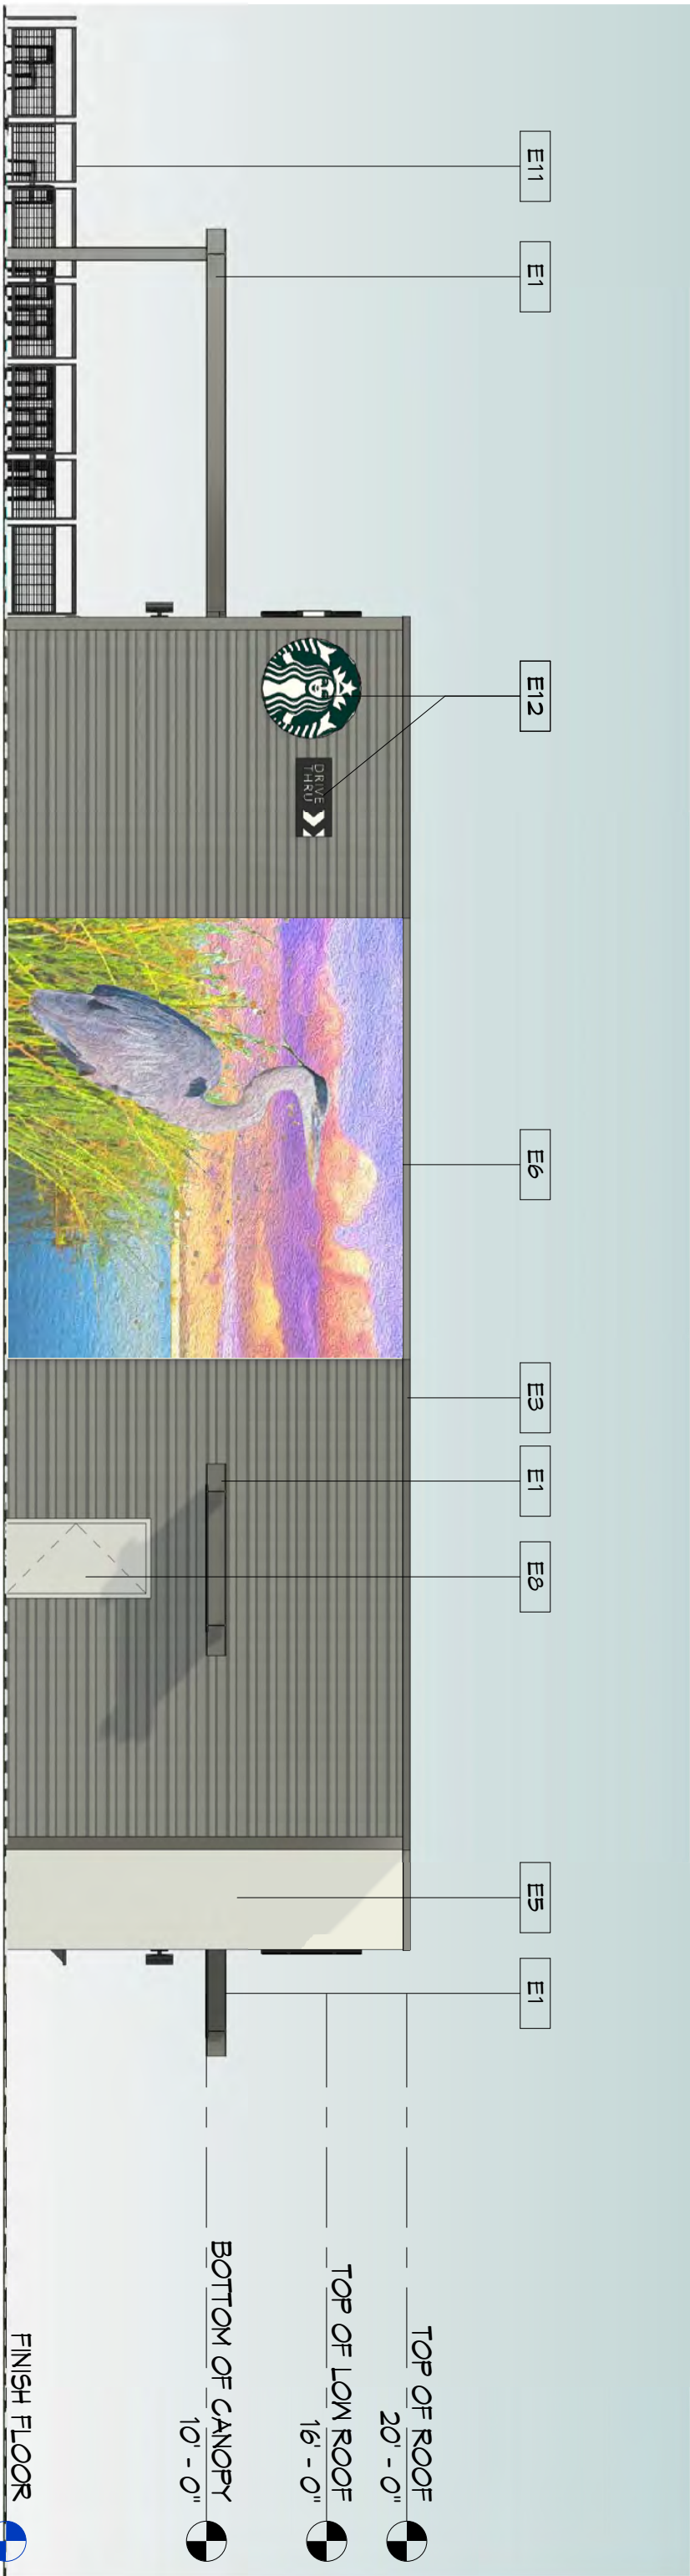 E11
E1
E12
E6
E3
E1
E8
E5
E1
DRIVE
THRU
TOP OF ROOF
20' - 0"
TOP OF LOW ROOF
16' - 0"
BOTTOM OF CANOPY
10' - 0"
FINISH FLOOR